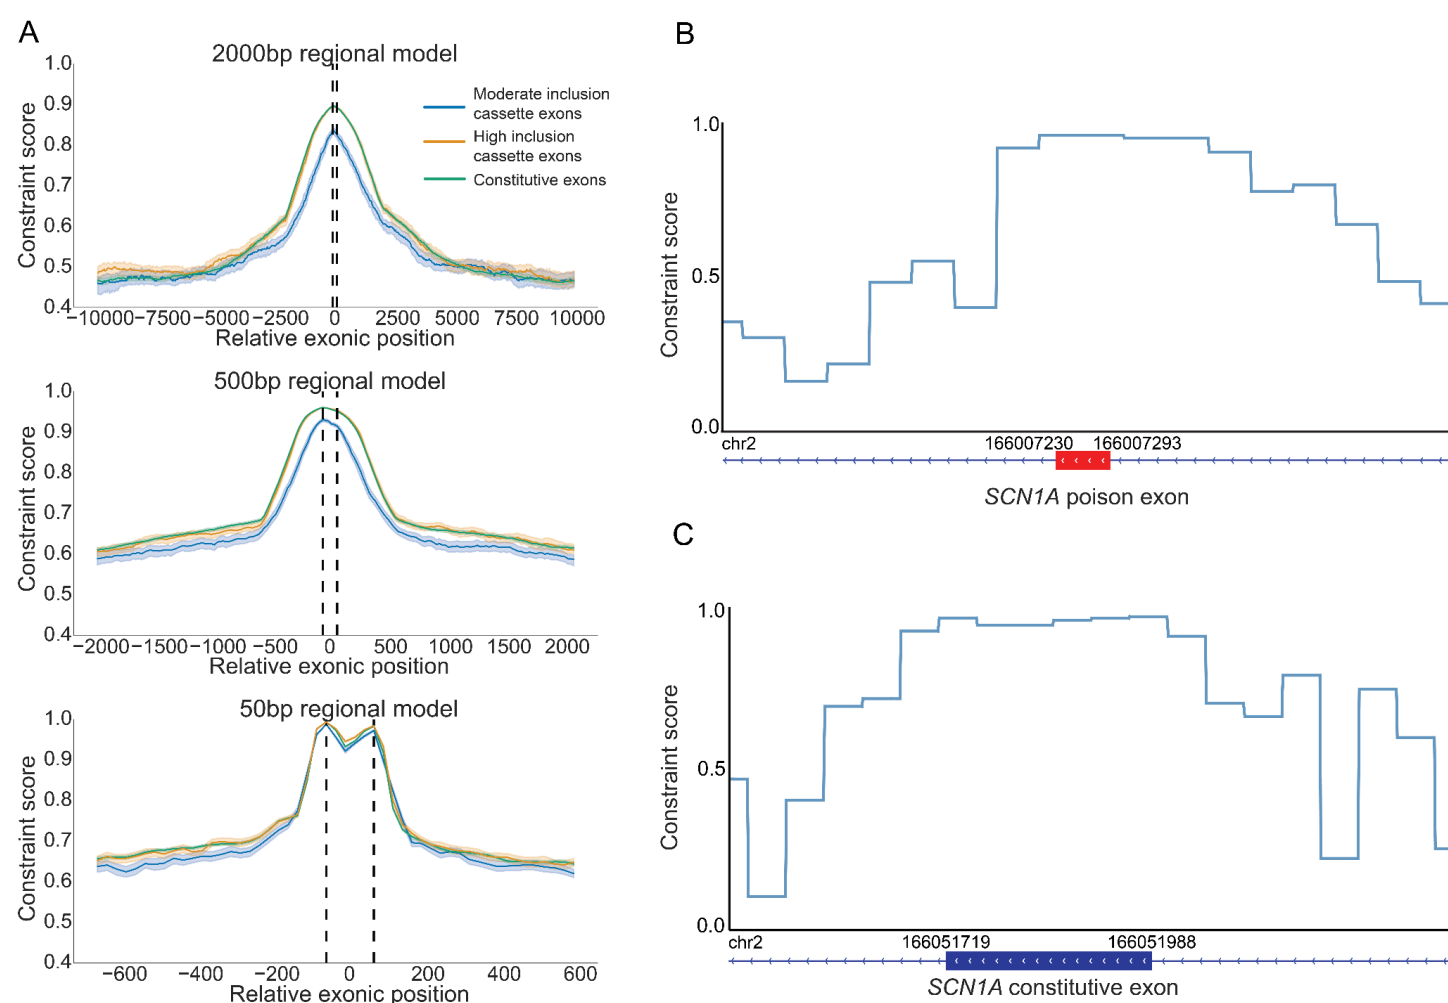 A
2000bp regional model
1.0
0.9
0.8
0.7
0.6
0.5
0.4
Constraint score
Moderate inclusion
cassette exons
High inclusion
cassette exons
Constitutive exons
−10000 −7500 −5000 −2500 0 2500 5000 7500 10000
Relative exonic position
500bp regional model
1.0
0.9
0.8
0.7
0.6
0.5
0.4
Constraint score
−2000 −1500 −1000 −500 0 500 1000 1500 2000
Relative exonic position
50bp regional model
1.0
0.9
0.8
0.7
0.6
0.5
0.4
Constraint score
−600 −400 −200 0 200 400 600
Relative exonic position
B
1.0
0.5
0.0
Constraint score
chr2 166007230 166007293
SCN1A poison exon
C
1.0
0.5
0.0
Constraint score
chr2 166051719 166051988
SCN1A constitutive exon